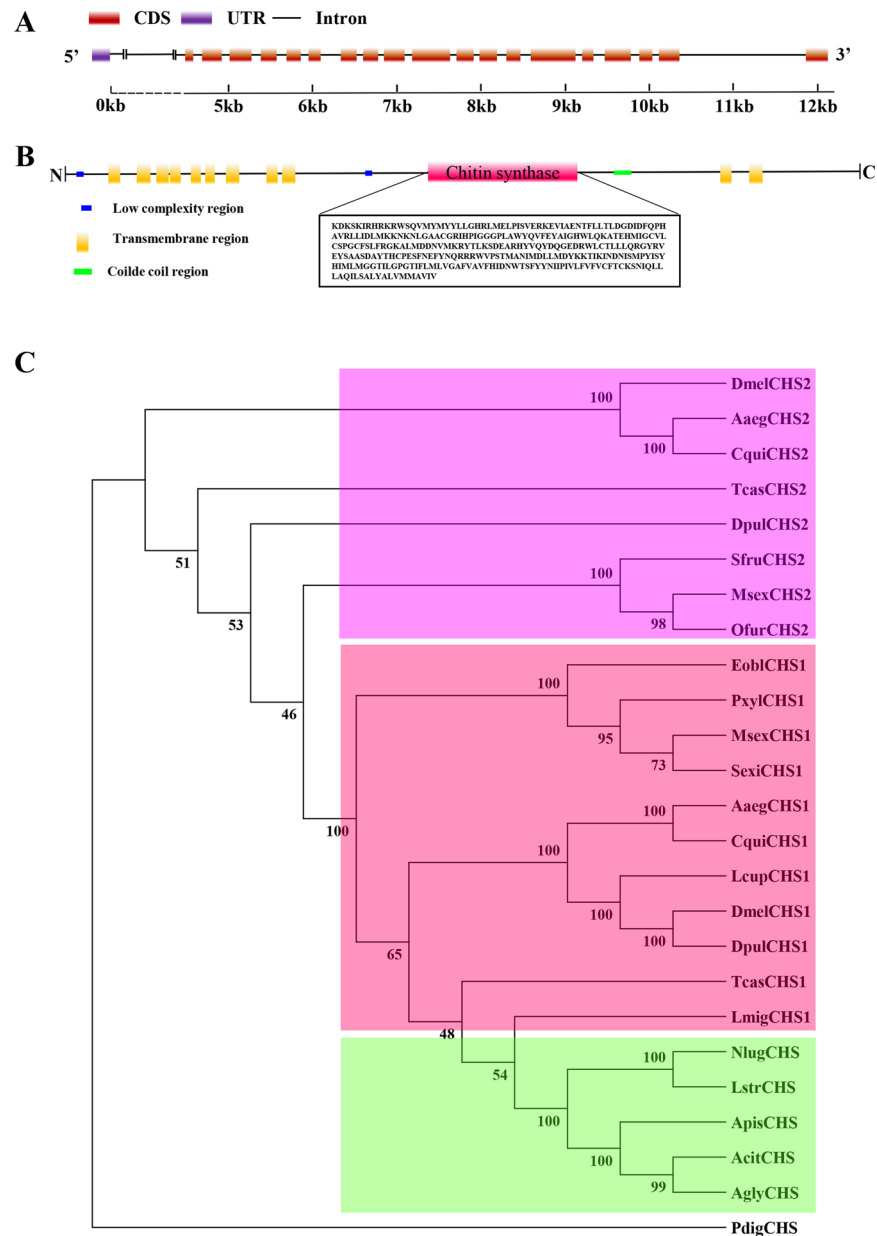 A
CDS UTR Intron
5’ 3’
0kb 5kb 6kb 7kb 8kb 9kb 10kb 11kb 12kb
B
N Chitin synthase C
Low complexity region
Transmembrane region
Coilde coil region
KDKSKIRHRKRWSQVMYMYYLLGHRLMELPISVERKEVIAENTFLLTLDGDIDFQPH
AVRLLIDLMKKNKNLGAACGRIHPIGGGPLAWYQVFEYAIGHWLQKATEHMIGCVL
CSPGCFSLFRGKALMDDNVMKRYTLKSDEARHYVQYDQGEDRWLCTLLLQRGYRV
EYSAASDAYTHCPESFNEFYNQRRRWVPSTMANIMDLLMDYKKTIKINDNISMPYISY
HIMLMGGTILGPGTIFLMLVGAFVAVFHIDNWTSFYYNIIPIVLFVFVCFTCKSNIQLL
LAQILSALYALVMMAVIV
C
DmelCHS2
100
AaegCHS2
100
CquiCHS2
TcasCHS2
51
DpulCHS2
53
SfruCHS2
100
MsexCHS2
98
OfurCHS2
46
EoblCHS1
100
PxylCHS1
95
MsexCHS1
73
SexiCHS1
100
AaegCHS1
100
CquiCHS1
100
LcupCHS1
100
DmelCHS1
100
DpulCHS1
65
TcasCHS1
48
LmigCHS1
54
NlugCHS
100
LstrCHS
100
ApisCHS
100
AcitCHS
99
AglyCHS
PdigCHS